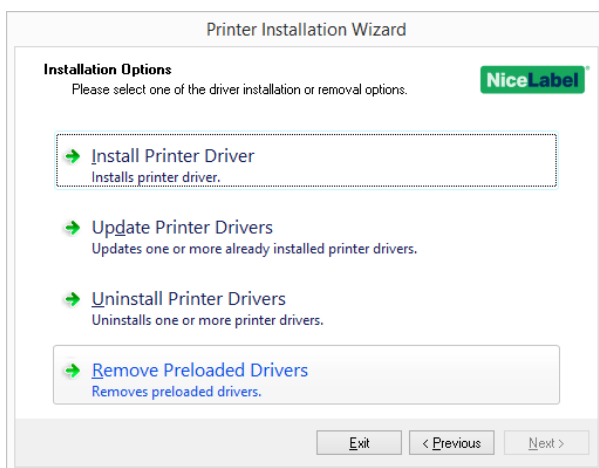 Printer Installation Wizard
Installation Options
Please select one of the driver installation or removal options.
NiceLabel
Install Printer Driver
Installs printer driver.
Update Printer Drivers
Updates one or more already installed printer drivers.
Uninstall Printer Drivers
Uninstalls one or more printer drivers.
Remove Preloaded Drivers
Removes preloaded drivers.
Exit
< Previous
Next >